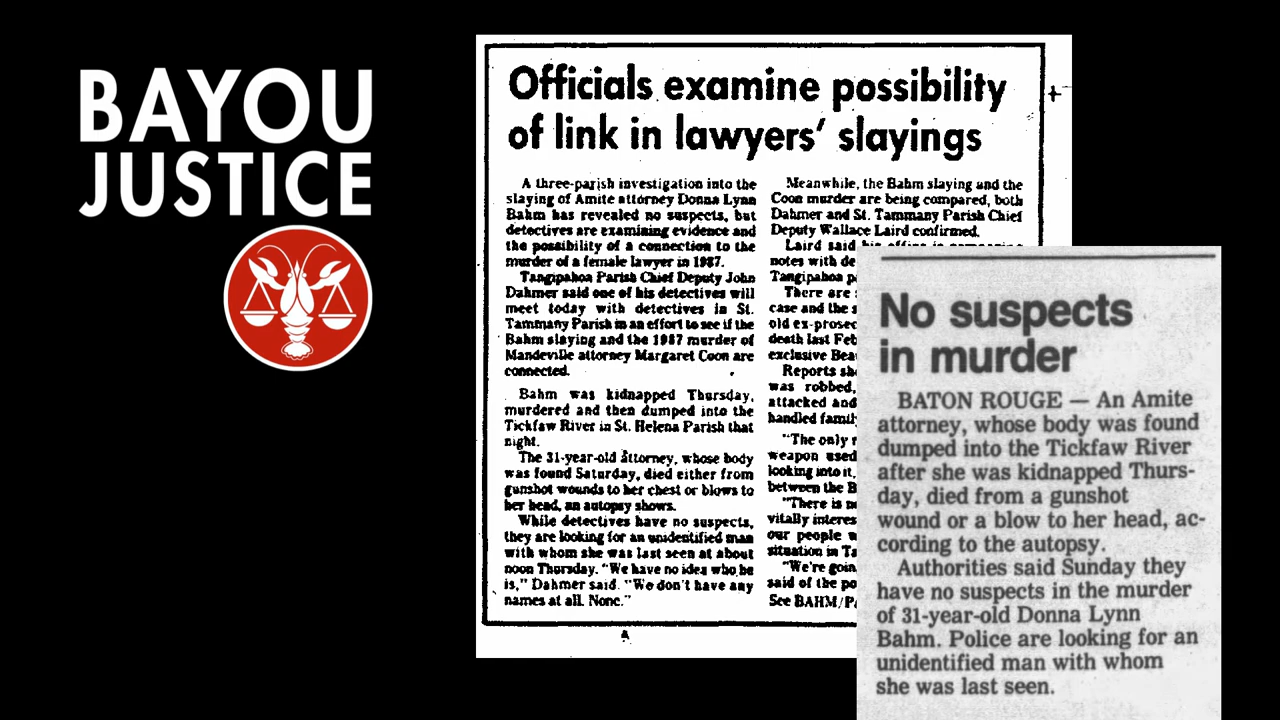 BAYOU
JUSTICE
Officials examine possibility
of link in lawyers' slayings
A three-parish investigation into the
slaying of Amite attorney Donna Lynn
Bahm has revealed no suspects, but
detectives are examining evidence and
the possibility of a connection to the
murder of a female lawyer in 1987.
Tangipahoa Parish Chief Deputy John
Dahmer said one of his detectives will
meet today with detectives in St.
Tammany Parish in an effort to see if the
Bahm slaying and the 1987 murder of
Mandeville attorney Margaret Coon are
connected.
Bahm was kidnapped Thursday,
murdered and then dumped into the
Tickfaw River in St. Helena Parish that
night.
The 31-year-old attorney, whose body
was found Saturday, died either from
gunshot wounds to her chest or blows to
her head, an autopsy shows.
While detectives have no suspects,
they are looking for an unidentified man
with whom she was last seen at about
noon Thursday. "We have no idea who he
is," Dahmer said. "We don't have any
names at all. None."
Meanwhile, the Bahm slaying and the
Coon murder are being compared, both
Dahmer and St. Tammany Parish Chief
Deputy Wallace Laird confirmed.
Laird said his office is comparing
notes with de
Tangipahoa p
There are
case and the s
old ex-prosec
death last Feb
exclusive Bea
Reports sh
was robbed,
attacked and
handled famil
"The only r
weapon used
looking into it,
between the B
"There is n
vitally interes
our people w
situation in Ta
"We're goin
said of the po
See BAHM/Pa
No suspects
in murder
BATON ROUGE — An Amite
attorney, whose body was found
dumped into the Tickfaw River
after she was kidnapped Thurs-
day, died from a gunshot
wound or a blow to her head, ac-
cording to the autopsy.
Authorities said Sunday they
have no suspects in the murder
of 31-year-old Donna Lynn
Bahm. Police are looking for an
unidentified man with whom
she was last seen.